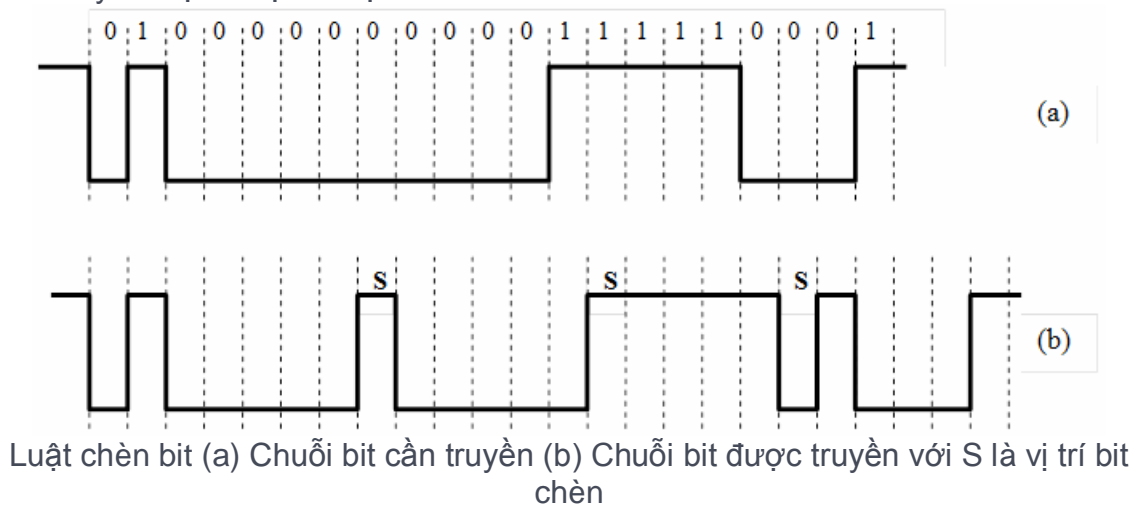 0 1 0 0 0 0 0 0 0 0 0 0 1 1 1 1 1 0 0 0 1
(a)
S S S
(b)
Luật chèn bit (a) Chuỗi bit cần truyền (b) Chuỗi bit được truyền với S là vị trí bit
chèn